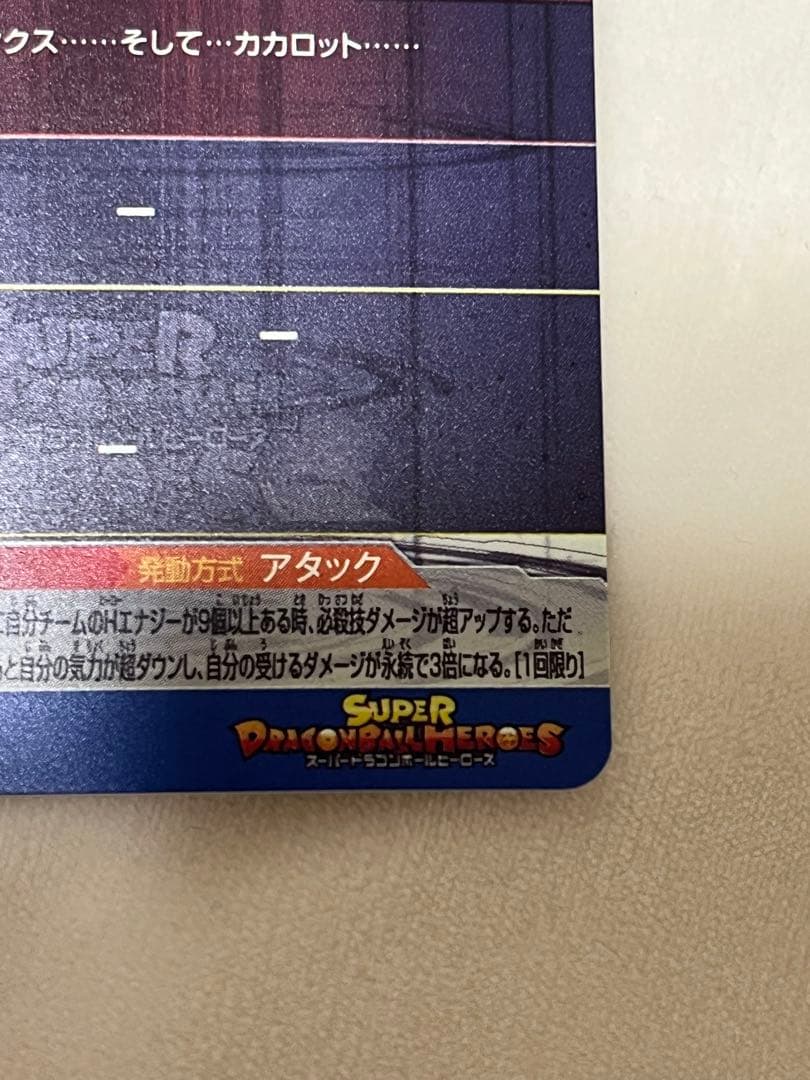 クス……そして…カカロット……
SUPER
発動方式 アタック
自分チームのHエナジーが9個以上ある時、必殺技ダメージが超アップする。ただ
と自分の気力が超ダウンし、自分の受けるダメージが永続で3倍になる。[1回限り]
SUPER
DRAGONBALL HEROES
スーパードラゴンボールヒーローズ